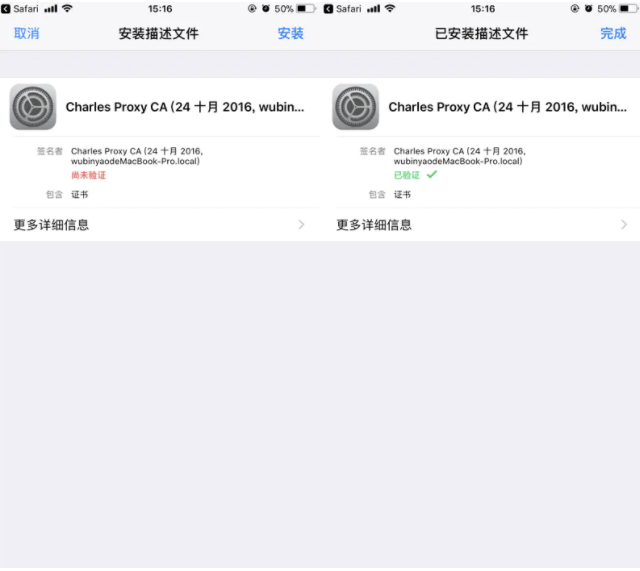 Safari 15:16 50%
取消 安装描述文件 安装
Charles Proxy CA (24 十月 2016, wubin...
签名者 Charles Proxy CA (24 十月 2016,
wubinyaodeMacBook-Pro.local)
尚未验证
包含 证书
更多详细信息
Safari 15:16 50%
已安装描述文件 完成
Charles Proxy CA (24 十月 2016, wubin...
签名者 Charles Proxy CA (24 十月 2016,
wubinyaodeMacBook-Pro.local)
已验证
包含 证书
更多详细信息